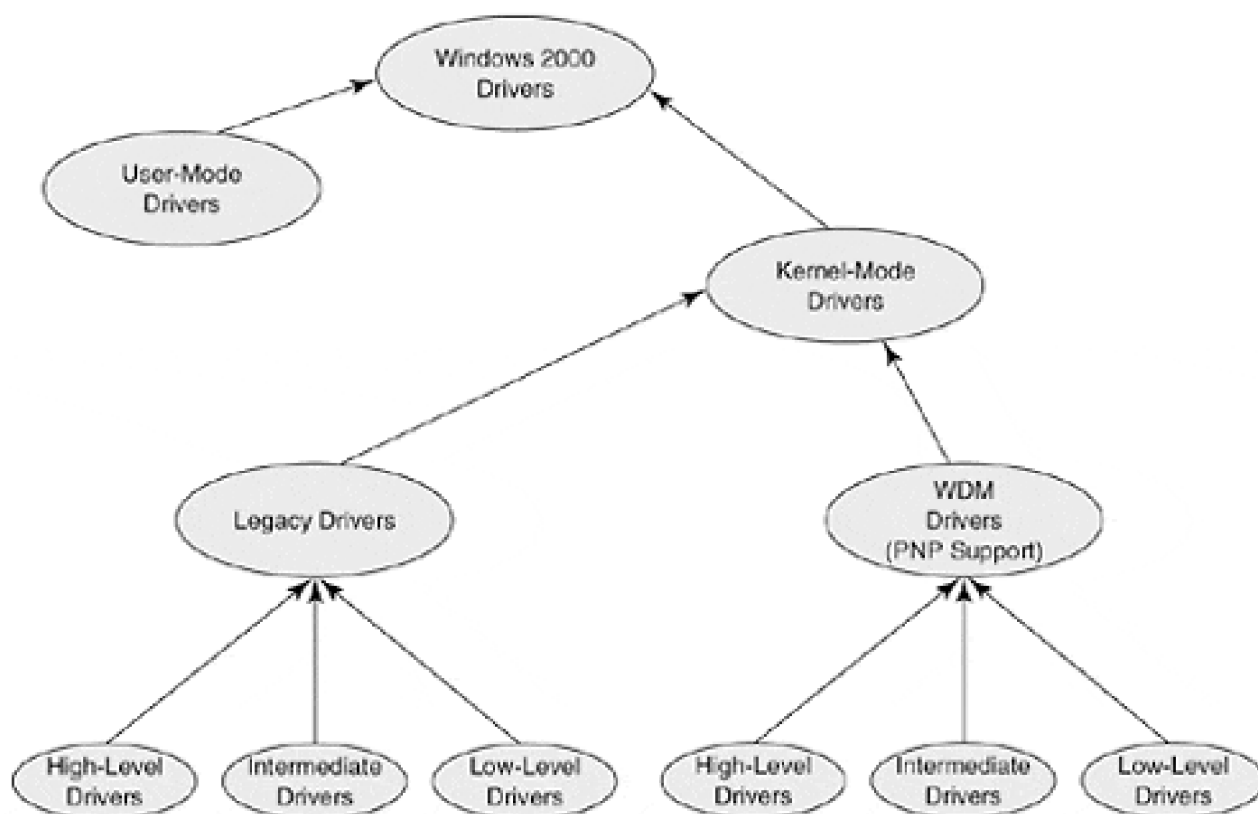 Windows 2000
Drivers
User-Mode
Drivers
Kernel-Mode
Drivers
Legacy Drivers
WDM
Drivers
(PNP Support)
High-Level
Drivers
Intermediate
Drivers
Low-Level
Drivers
High-Level
Drivers
Intermediate
Drivers
Low-Level
Drivers